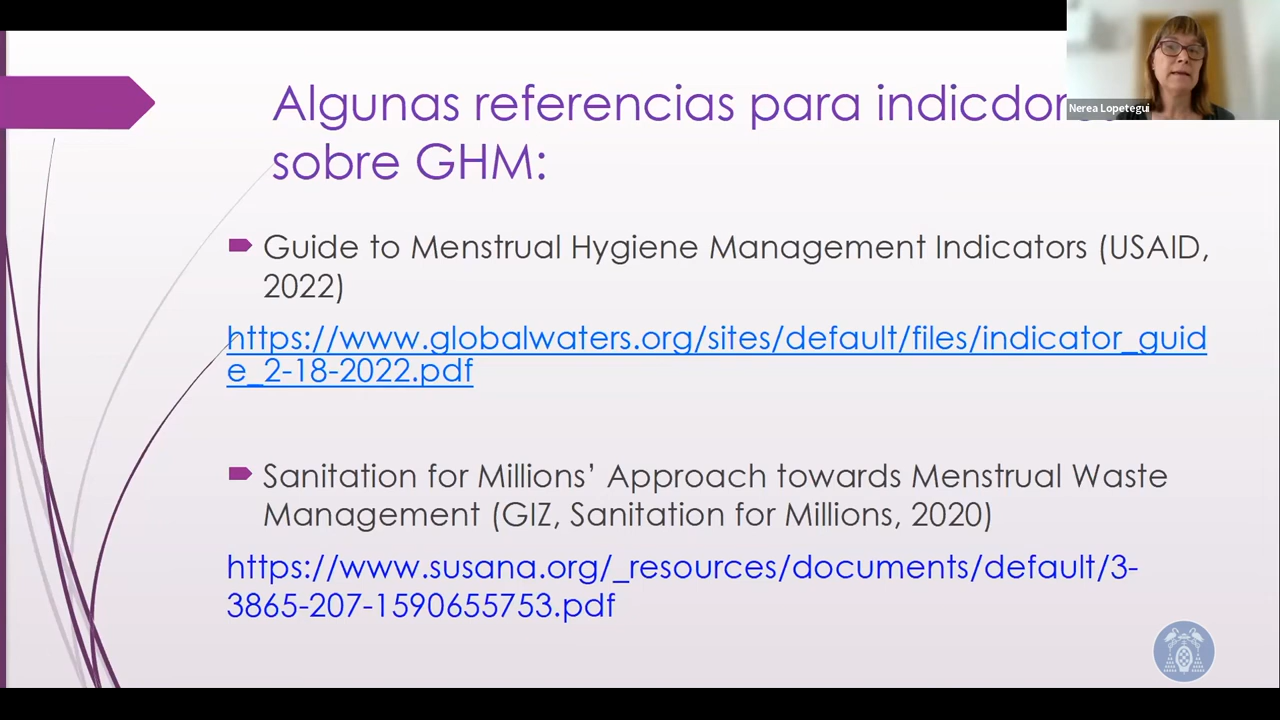 Algunas referencias para indicdor
sobre GHM:
Nerea Lopetegui
Guide to Menstrual Hygiene Management Indicators (USAID,
2022)
https://www.globalwaters.org/sites/default/files/indicator_guid
e_2-18-2022.pdf
Sanitation for Millions’ Approach towards Menstrual Waste
Management (GIZ, Sanitation for Millions, 2020)
https://www.susana.org/_resources/documents/default/3-
3865-207-1590655753.pdf